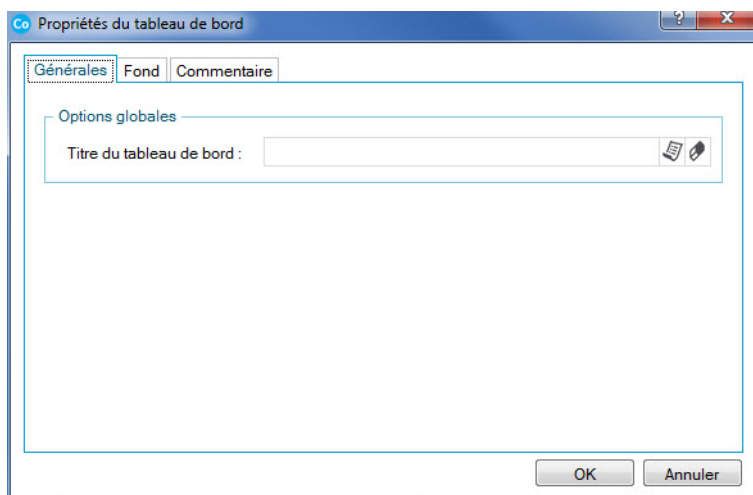 Co Propriétés du tableau de bord ? X
Générales Fond Commentaire
Options globales
Titre du tableau de bord :
OK Annuler